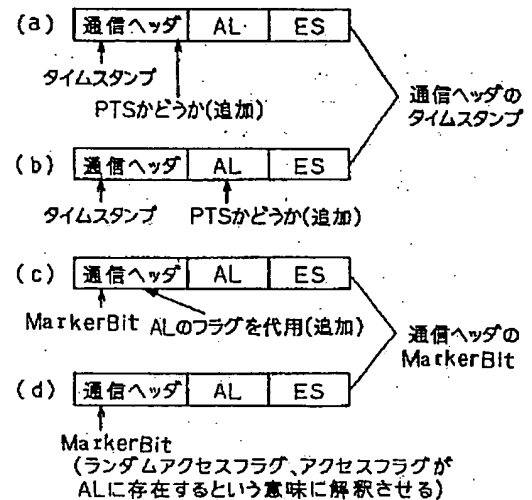 (a) 通信ヘッダ AL ES
タイムスタンプ
PTSかどうか(追加)
通信ヘッダの
タイムスタンプ
(b) 通信ヘッダ AL ES
タイムスタンプ PTSかどうか(追加)
(c) 通信ヘッダ AL ES
MarkerBit ALのフラグを代用(追加)
通信ヘッダの
MarkerBit
(d) 通信ヘッダ AL ES
MarkerBit
(ランダムアクセスフラグ、アクセスフラグが
ALに存在するという意味に解釈させる)